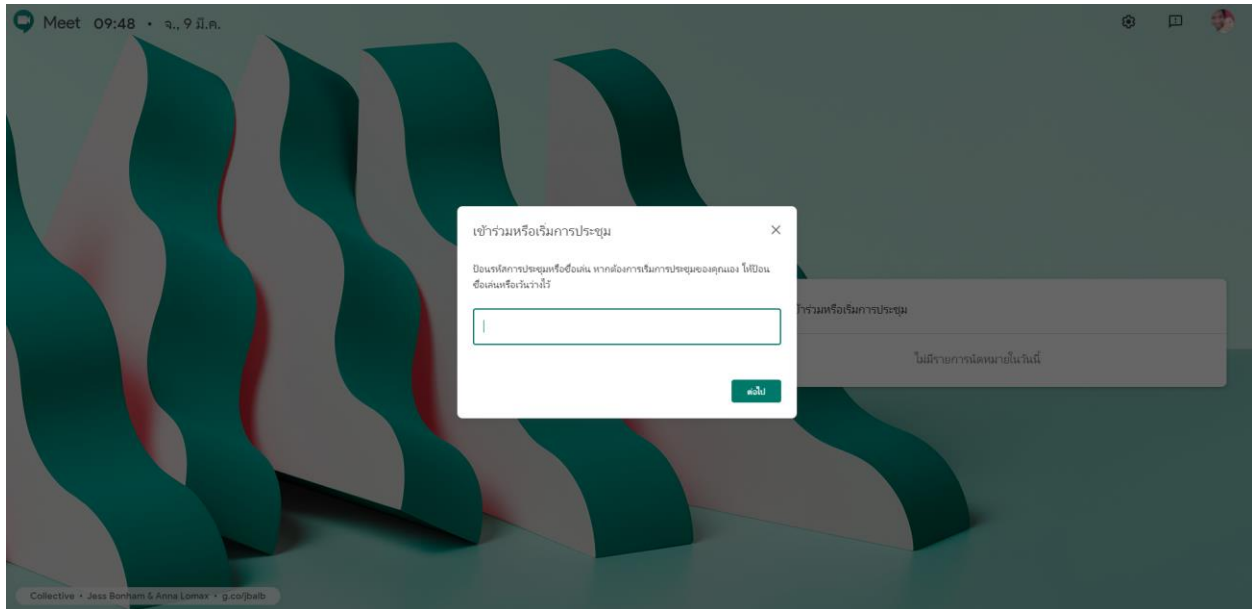 Meet 09:48 • จ., 9 มี.ค.
เข้าร่วมหรือเริ่มการประชุม
ป้อนรหัสการประชุมหรือชื่อเล่น หากต้องการเริ่มการประชุมของคุณเอง ให้ป้อน
ชื่อเล่นหรือเว้นว่างไว้
ต่อไป
ข้าร่วมหรือเริ่มการประชุม
ไม่มีรายการนัดหมายในวันนี้
Collective • Jess Bonham & Anna Lomax • g.co/jbalb